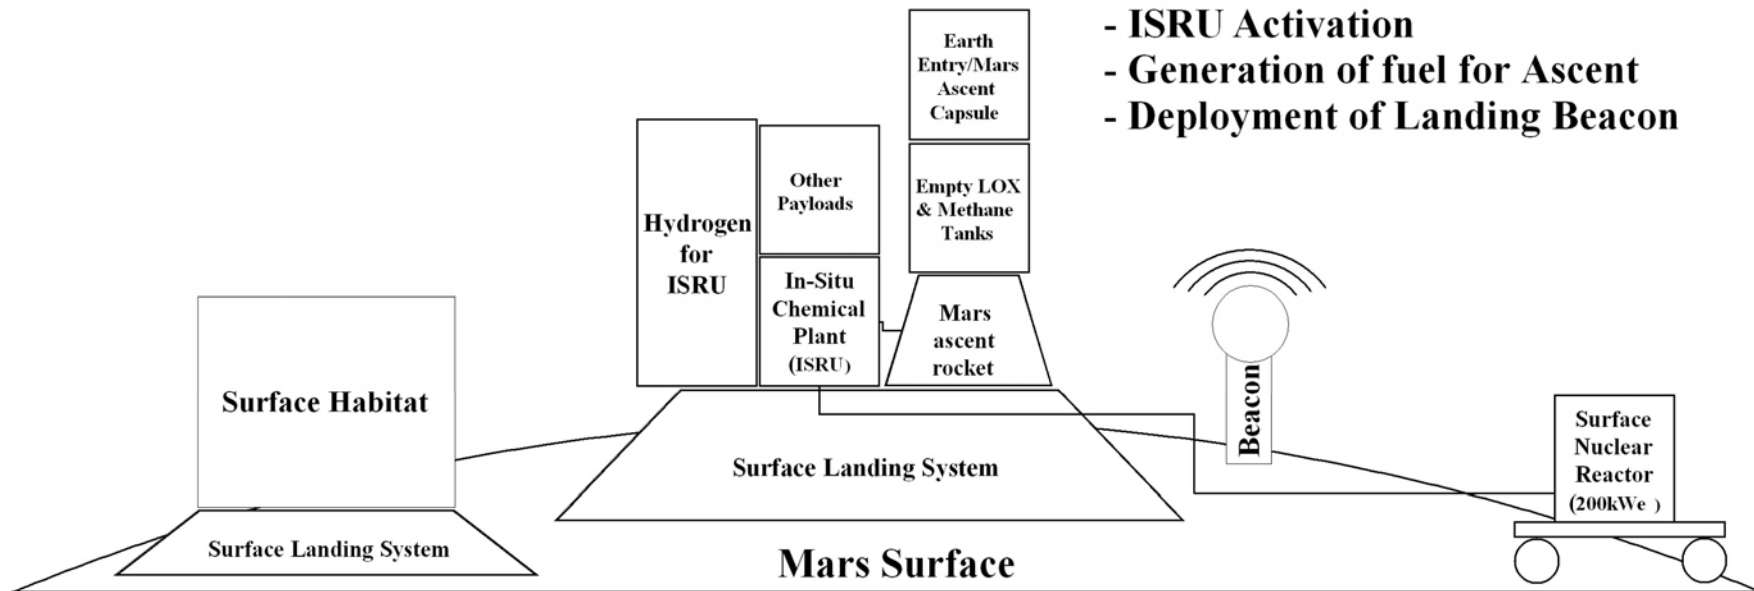 - ISRU Activation
- Generation of fuel for Ascent
- Deployment of Landing Beacon
Earth
Entry/Mars
Ascent
Capsule
Empty LOX
& Methane
Tanks
Mars
ascent
rocket
Other
Payloads
Hydrogen
for
ISRU
In-Situ
Chemical
Plant
(ISRU)
Surface Landing System
Surface Habitat
Surface Landing System
Beacon
Surface
Nuclear
Reactor
(200kWe )
Mars Surface